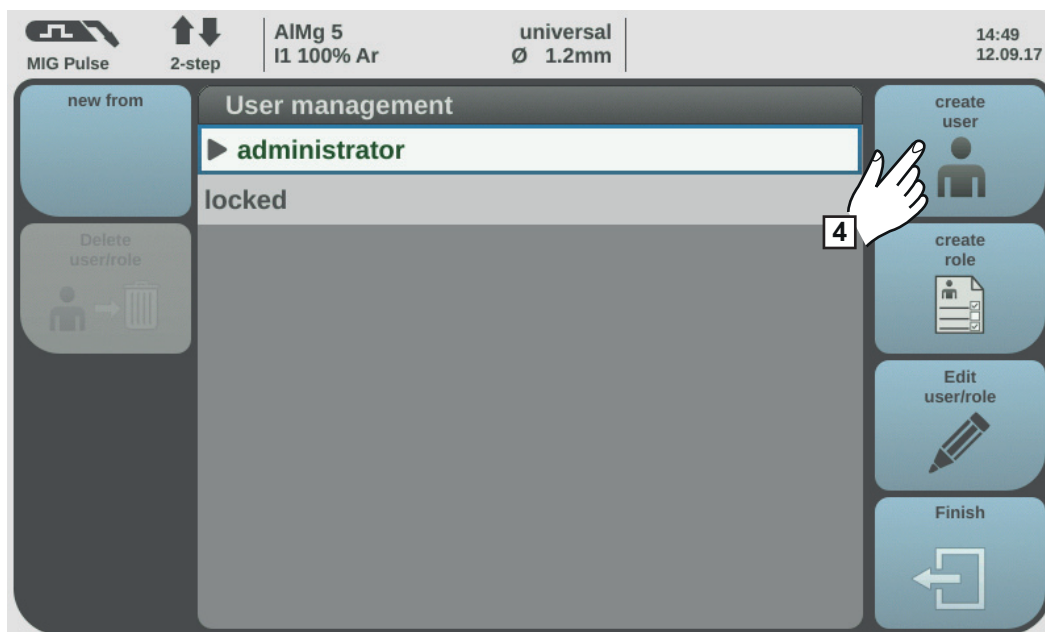 MIG Pulse
2-step
AlMg 5
I1 100% Ar
universal
Ø 1.2mm
14:49
12.09.17
new from
Delete
user/role
User management
administrator
locked
4
create
user
create
role
Edit
user/role
Finish